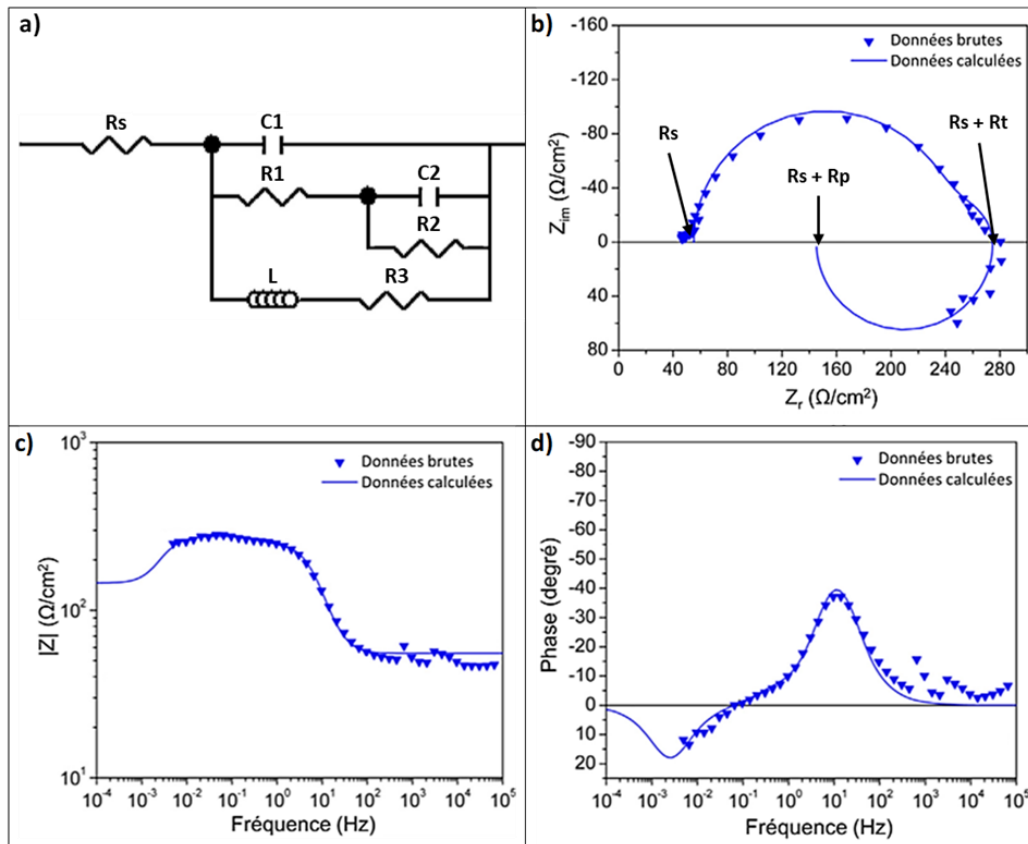 a)
Rs
C1
R1
C2
R2
L
R3
b)
-160
-120
-80
-40
0
40
80
Zim (Ω/cm²)
Données brutes
Données calculées
Rs
Rs + Rp
Rs + Rt
0 40 80 120 160 200 240 280
Zr (Ω/cm²)
c)
10³
10²
10¹
|Z| (Ω/cm²)
Données brutes
Données calculées
10⁻⁴ 10⁻³ 10⁻² 10⁻¹ 10⁰ 10¹ 10² 10³ 10⁴ 10⁵
Fréquence (Hz)
d)
-90
-80
-70
-60
-50
-40
-30
-20
-10
0
10
20
Phase (degré)
Données brutes
Données calculées
10⁻⁴ 10⁻³ 10⁻² 10⁻¹ 10⁰ 10¹ 10² 10³ 10⁴ 10⁵
Fréquence (Hz)